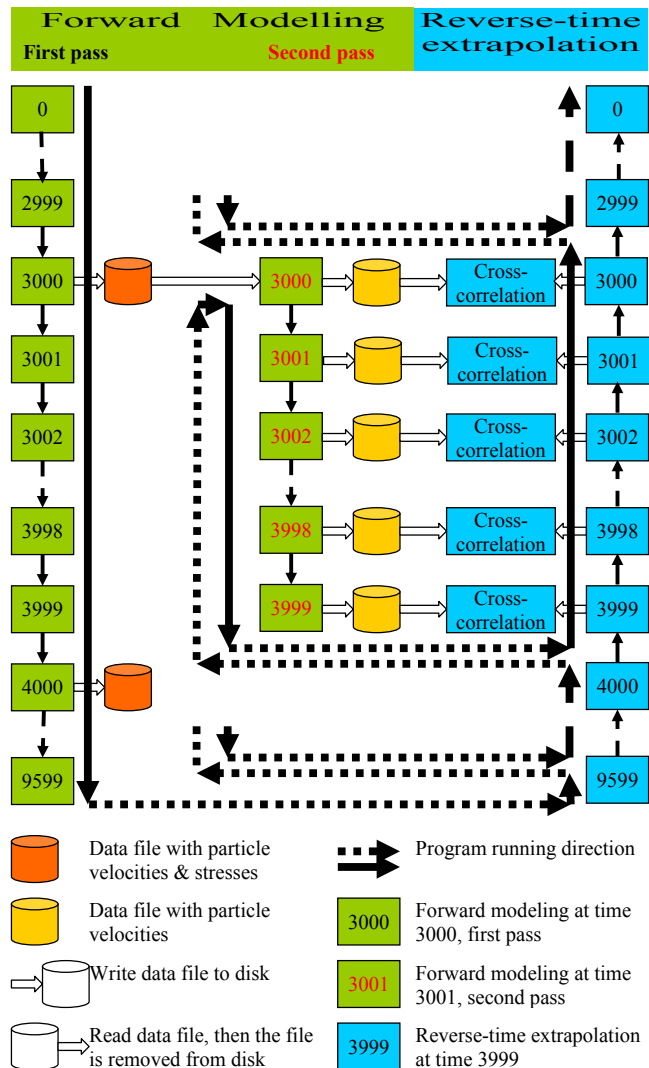 Forward Modelling
Reverse-time
extrapolation
First pass
Second pass
0
0
2999
2999
3000
3000
Cross-
correlation
3000
3001
3001
Cross-
correlation
3001
3002
3002
Cross-
correlation
3002
3998
3998
Cross-
correlation
3998
3999
3999
Cross-
correlation
3999
4000
4000
9599
9599
Data file with particle
velocities & stresses
Program running direction
Data file with particle
velocities
3000
Forward modeling at time
3000, first pass
Write data file to disk
3001
Forward modeling at time
3001, second pass
Read data file, then the file
is removed from disk
3999
Reverse-time extrapolation
at time 3999